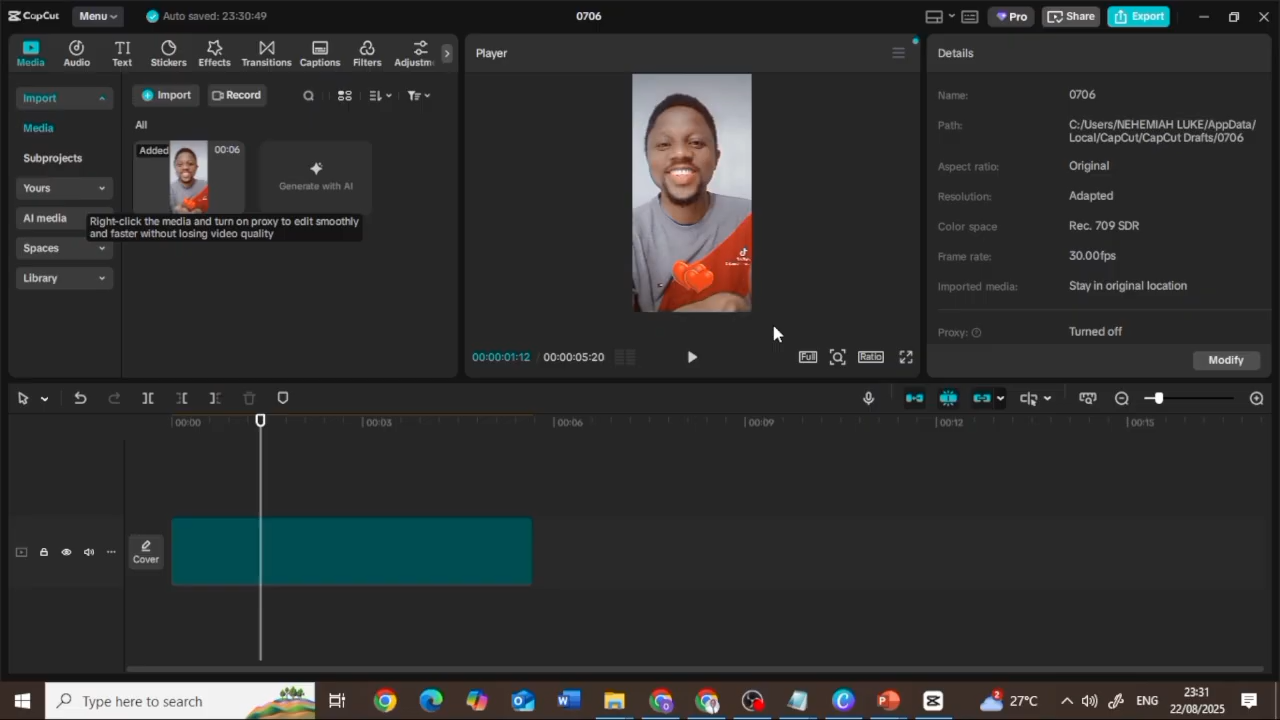 CapCut
Menu
Auto saved: 23:30:49
0706
Pro
Share
Export
Media
Audio
Text
Stickers
Effects
Transitions
Captions
Filters
Adjustm
Import
Media
Subprojects
Yours
AI media
Spaces
Library
Import
Record
All
Added
00:06
Generate with AI
Right-click the media and turn on proxy to edit smoothly
and faster without losing video quality
Player
00:00:01:12 / 00:00:05:20
Full
Ratio
Details
Name: 0706
Path: C:/Users/NEHEMIAH LUKE/AppData/
Local/CapCut/CapCut Drafts/0706
Aspect ratio: Original
Resolution: Adapted
Color space Rec. 709 SDR
Frame rate: 30.00fps
Imported media: Stay in original location
Proxy: Turned off
Modify
00:00 00:03 00:06 00:09 00:12 00:15
Cover
Type here to search
2
27°C
ENG
23:31
22/08/2025